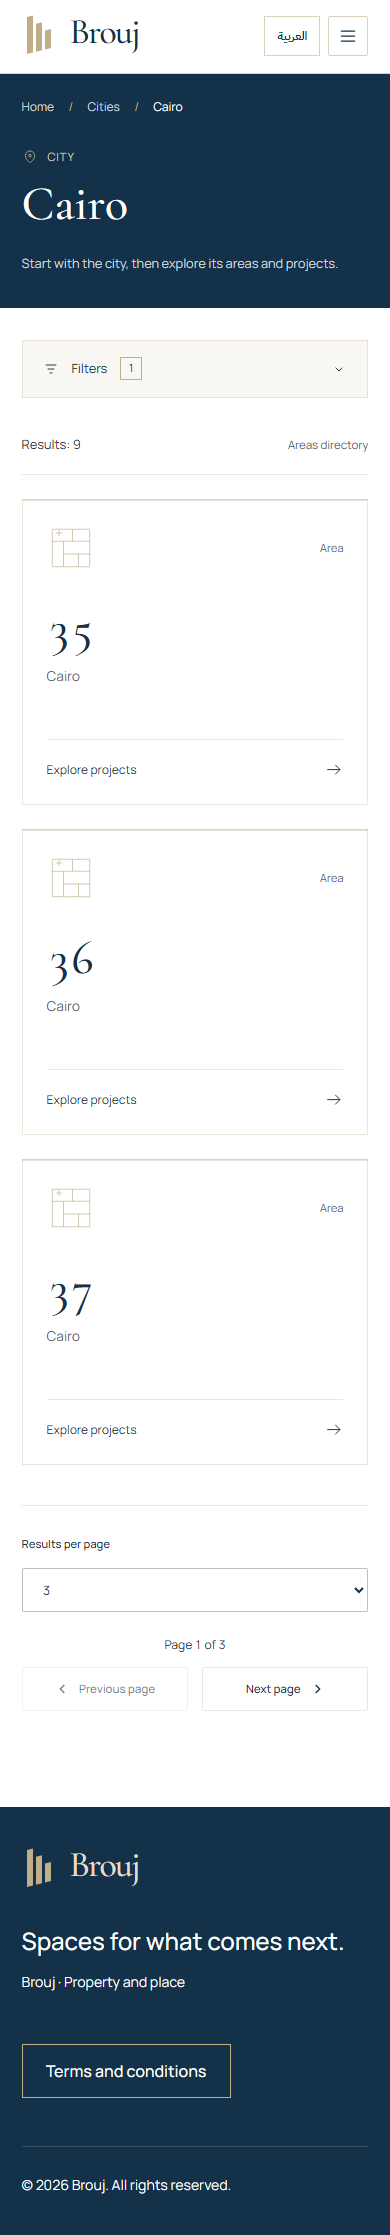 Brouj
العربية
Home / Cities / Cairo
CITY
Cairo
Start with the city, then explore its areas and projects.
Filters 1
Results: 9 Areas directory
Area
35
Cairo
Explore projects
Area
36
Cairo
Explore projects
Area
37
Cairo
Explore projects
Results per page
3
Page 1 of 3
Previous page Next page
Brouj
Spaces for what comes next.
Brouj · Property and place
Terms and conditions
© 2026 Brouj. All rights reserved.